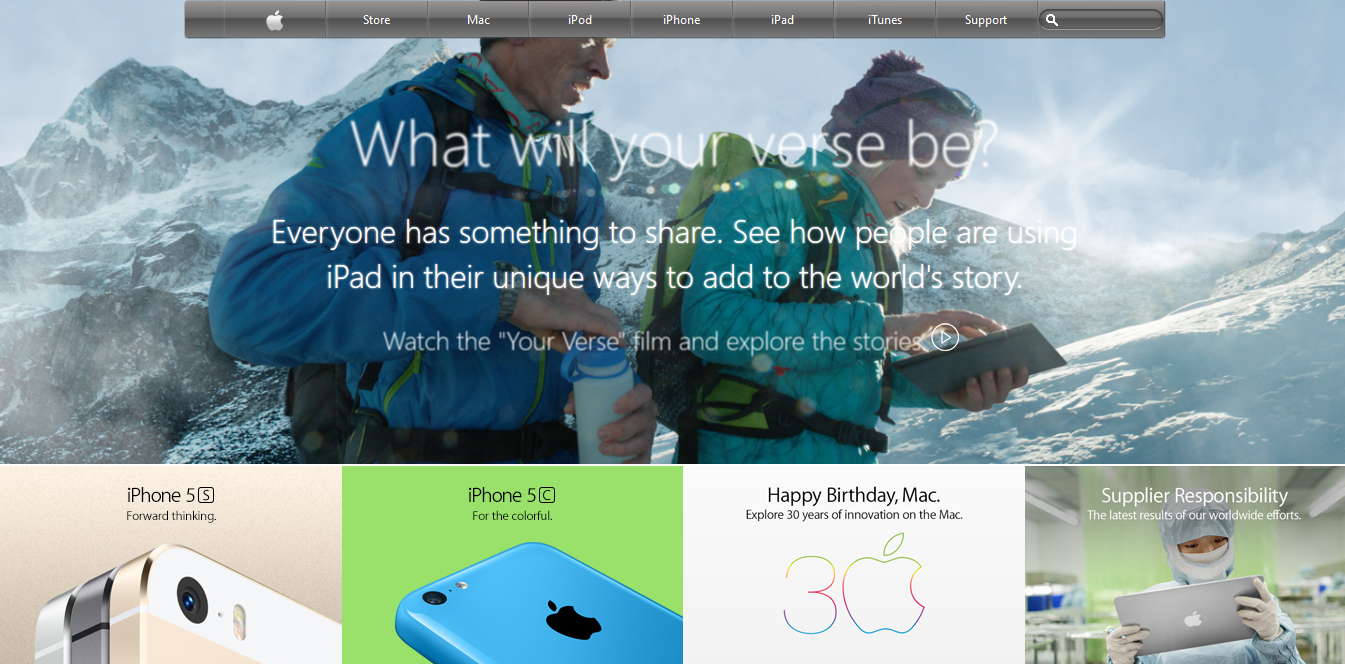 Store Mac iPod iPhone iPad iTunes Support
What will your verse be?
Everyone has something to share. See how people are using
iPad in their unique ways to add to the world's story.
Watch the "Your Verse" film and explore the stories
iPhone 5S
Forward thinking.
iPhone 5C
For the colorful.
Happy Birthday, Mac.
Explore 30 years of innovation on the Mac.
30
Supplier Responsibility
The latest results of our worldwide efforts.